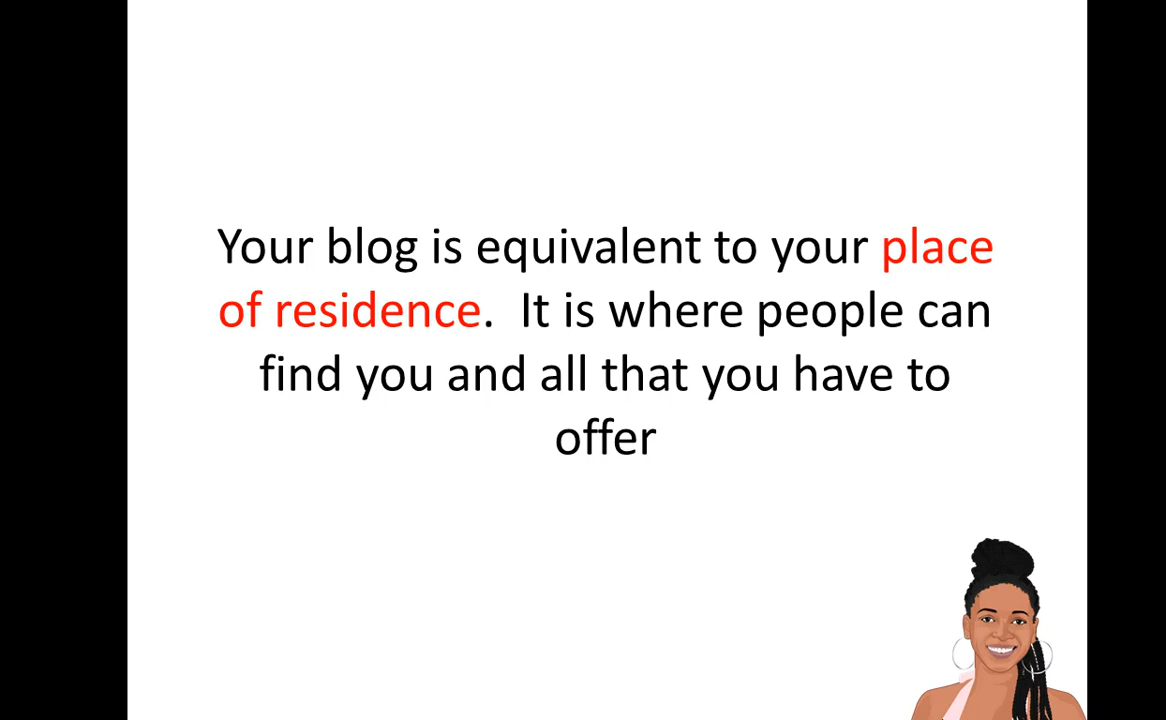 Your blog is equivalent to your place
of residence.  It is where people can
find you and all that you have to
offer